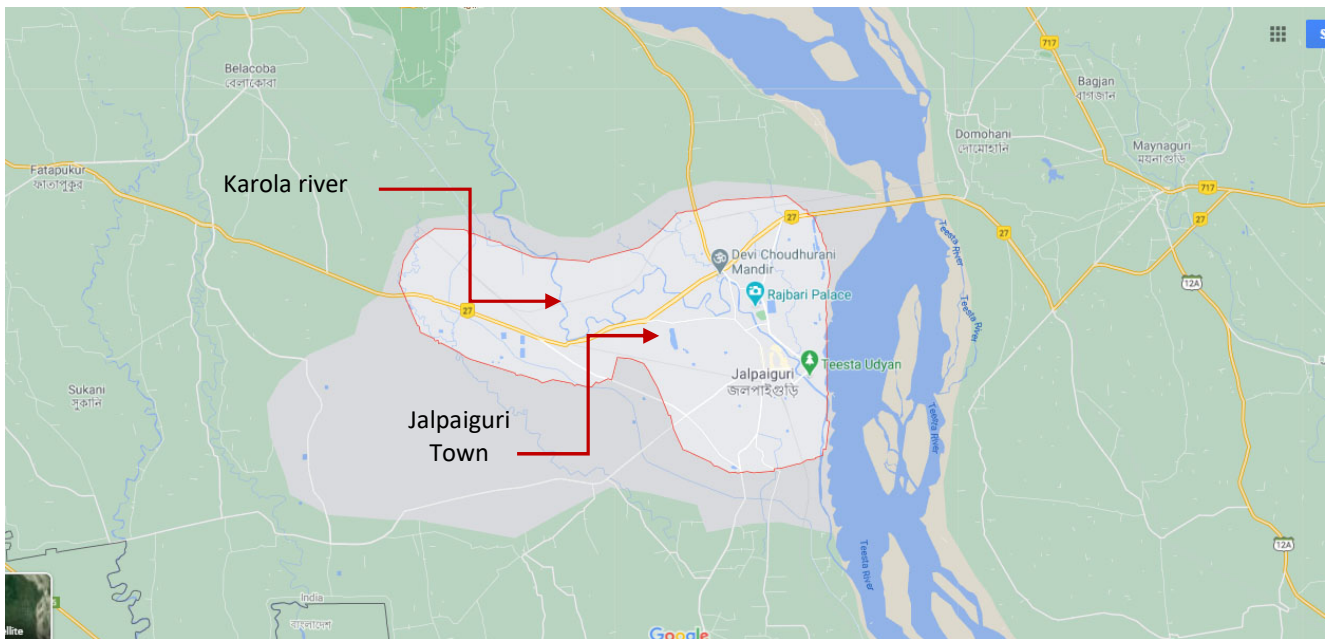 717
Belacoba
বেলাকোবা
Bagjan
বাগজান
Domohani
দোমোহানি
Maynaguri
ময়নাগুড়ি
Fatapukur
ফাতাপুকুর
Karola river
717
27
27
27
Teesta River
Devi Choudhurani
Mandir
12A
Rajbari Palace
27
Teesta River
Teesta Udyan
Jalpaiguri
জলপাইগুড়ি
Sukani
সুকানি
Jalpaiguri
Town
Teesta River
Teesta River
12A
Teesta River
India
বাংলাদেশ
Google